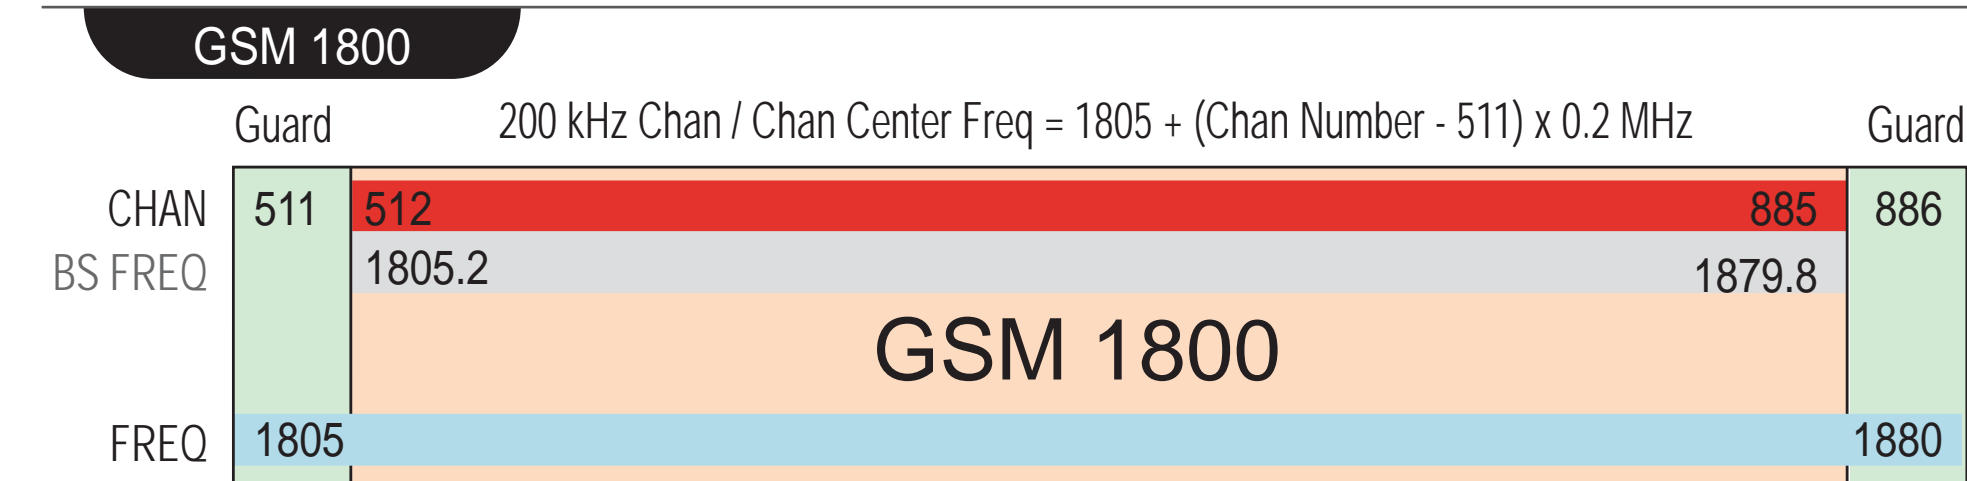 GSM 1800
Guard 200 kHz Chan / Chan Center Freq = 1805 + (Chan Number - 511) x 0.2 MHz Guard
CHAN 511 512 885 886
BS FREQ 1805.2 1879.8
GSM 1800
FREQ 1805 1880